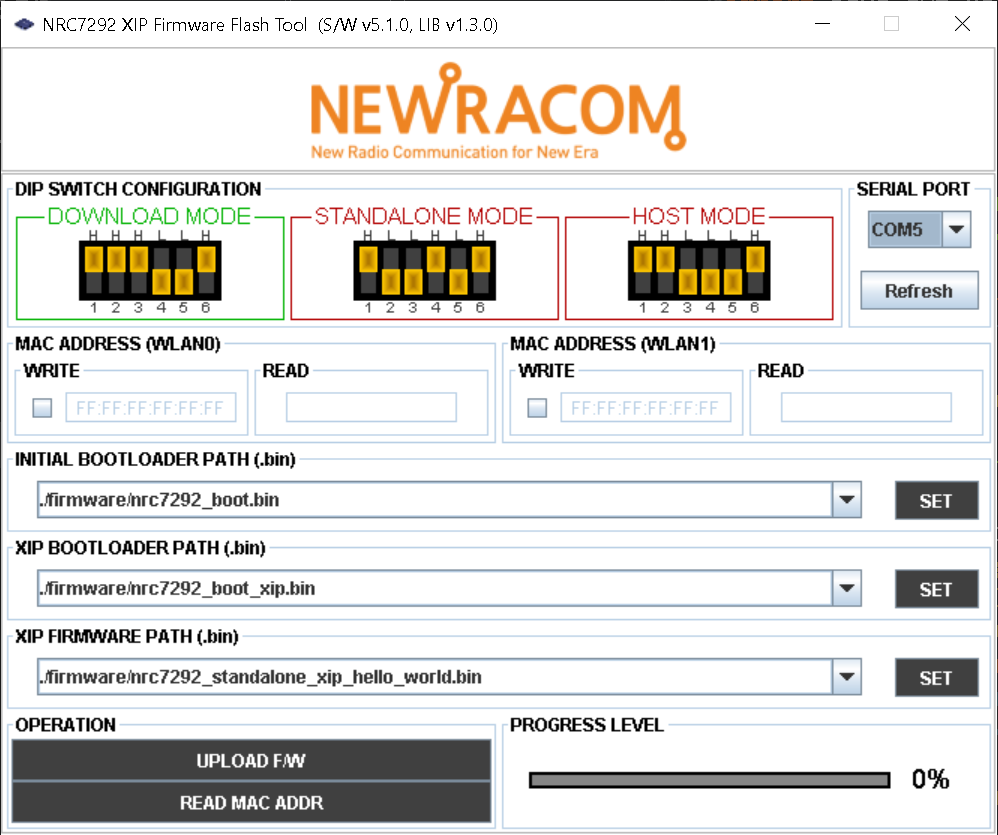 NRC7292 XIP Firmware Flash Tool (S/W v5.1.0, LIB v1.3.0)
NEWRACOM
New Radio Communication for New Era
DIP SWITCH CONFIGURATION
SERIAL PORT
DOWNLOAD MODE
H H H L L H
1 2 3 4 5 6
STANDALONE MODE
H L L H L H
1 2 3 4 5 6
HOST MODE
H H L L L H
1 2 3 4 5 6
COM5
Refresh
MAC ADDRESS (WLAN0)
WRITE
FF:FF:FF:FF:FF:FF
READ
MAC ADDRESS (WLAN1)
WRITE
FF:FF:FF:FF:FF:FF
READ
INITIAL BOOTLOADER PATH (.bin)
./firmware/nrc7292_boot.bin
SET
XIP BOOTLOADER PATH (.bin)
./firmware/nrc7292_boot_xip.bin
SET
XIP FIRMWARE PATH (.bin)
./firmware/nrc7292_standalone_xip_hello_world.bin
SET
OPERATION
UPLOAD F/W
READ MAC ADDR
PROGRESS LEVEL
0%